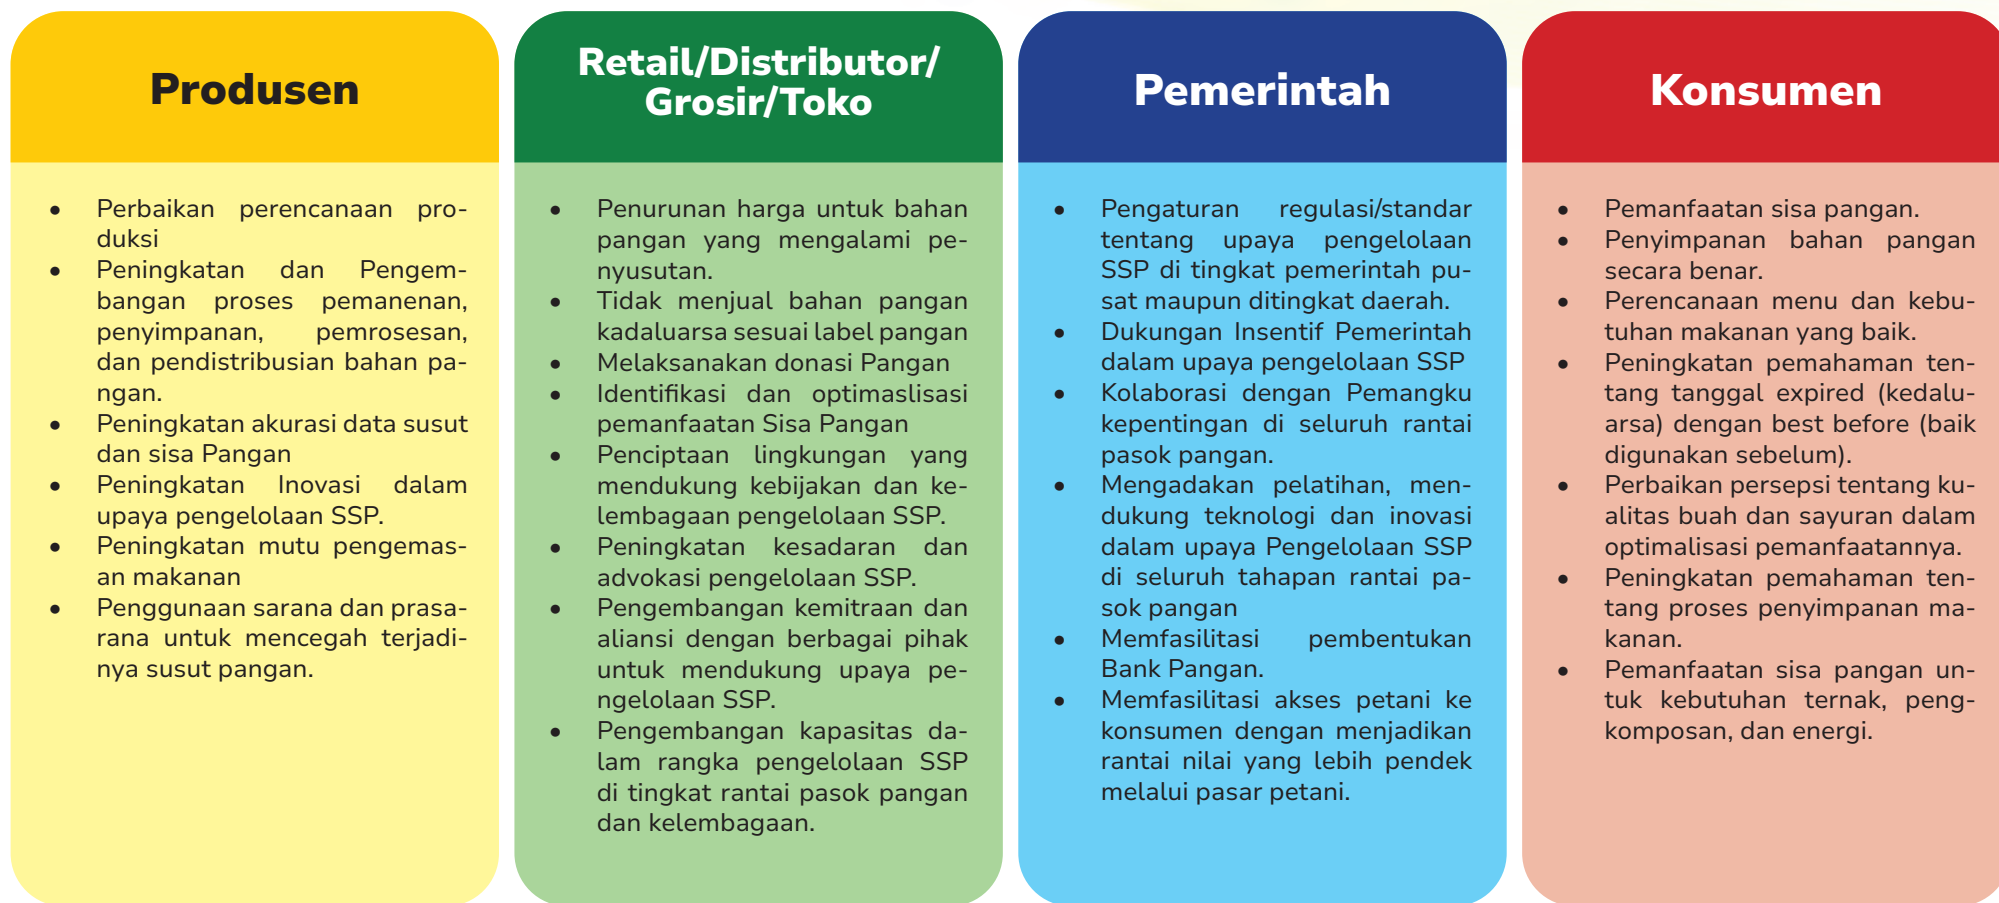 Produsen
• Perbaikan perencanaan pro-
duksi
• Peningkatan dan Pengem-
bangan proses pemanenan,
penyimpanan, pemrosesan,
dan pendistribusian bahan pa-
ngan.
• Peningkatan akurasi data susut
dan sisa Pangan
• Peningkatan Inovasi dalam
upaya pengelolaan SSP.
• Peningkatan mutu pengemas-
an makanan
• Penggunaan sarana dan prasa-
rana untuk mencegah terjadi-
nya susut pangan.
Retail/Distributor/
Grosir/Toko
• Penurunan harga untuk bahan
pangan yang mengalami pe-
nyusutan.
• Tidak menjual bahan pangan
kadaluarsa sesuai label pangan
• Melaksanakan donasi Pangan
• Identifikasi dan optimaslisasi
pemanfaatan Sisa Pangan
• Penciptaan lingkungan yang
mendukung kebijakan dan ke-
lembagaan pengelolaan SSP.
• Peningkatan kesadaran dan
advokasi pengelolaan SSP.
• Pengembangan kemitraan dan
aliansi dengan berbagai pihak
untuk mendukung upaya pe-
ngelolaan SSP.
• Pengembangan kapasitas da-
lam rangka pengelolaan SSP
di tingkat rantai pasok pangan
dan kelembagaan.
Pemerintah
• Pengaturan regulasi/standar
tentang upaya pengelolaan
SSP di tingkat pemerintah pu-
sat maupun ditingkat daerah.
• Dukungan Insentif Pemerintah
dalam upaya pengelolaan SSP
• Kolaborasi dengan Pemangku
kepentingan di seluruh rantai
pasok pangan.
• Mengadakan pelatihan, men-
dukung teknologi dan inovasi
dalam upaya Pengelolaan SSP
di seluruh tahapan rantai pa-
sok pangan
• Memfasilitasi pembentukan
Bank Pangan.
• Memfasilitasi akses petani ke
konsumen dengan menjadikan
rantai nilai yang lebih pendek
melalui pasar petani.
Konsumen
• Pemanfaatan sisa pangan.
• Penyimpanan bahan pangan
secara benar.
• Perencanaan menu dan kebu-
tuhan makanan yang baik.
• Peningkatan pemahaman ten-
tang tanggal expired (kedalu-
arsa) dengan best before (baik
digunakan sebelum).
• Perbaikan persepsi tentang ku-
alitas buah dan sayuran dalam
optimalisasi pemanfaatannya.
• Peningkatan pemahaman ten-
tang proses penyimpanan ma-
kanan.
• Pemanfaatan sisa pangan un-
tuk kebutuhan ternak, peng-
komposan, dan energi.